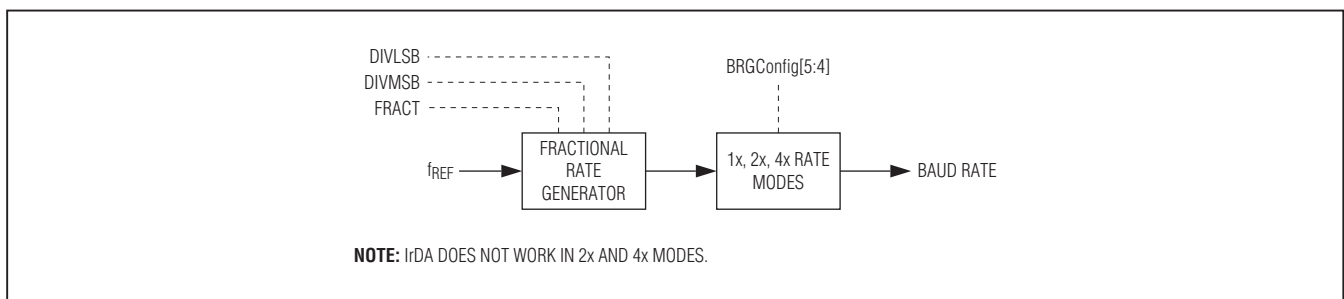 DIVLSB
DIVMSB
FRACT
BRGConfig[5:4]
fREF
FRACTIONAL
RATE
GENERATOR
1x, 2x, 4x RATE
MODES
BAUD RATE
NOTE: IrDA DOES NOT WORK IN 2x AND 4x MODES.